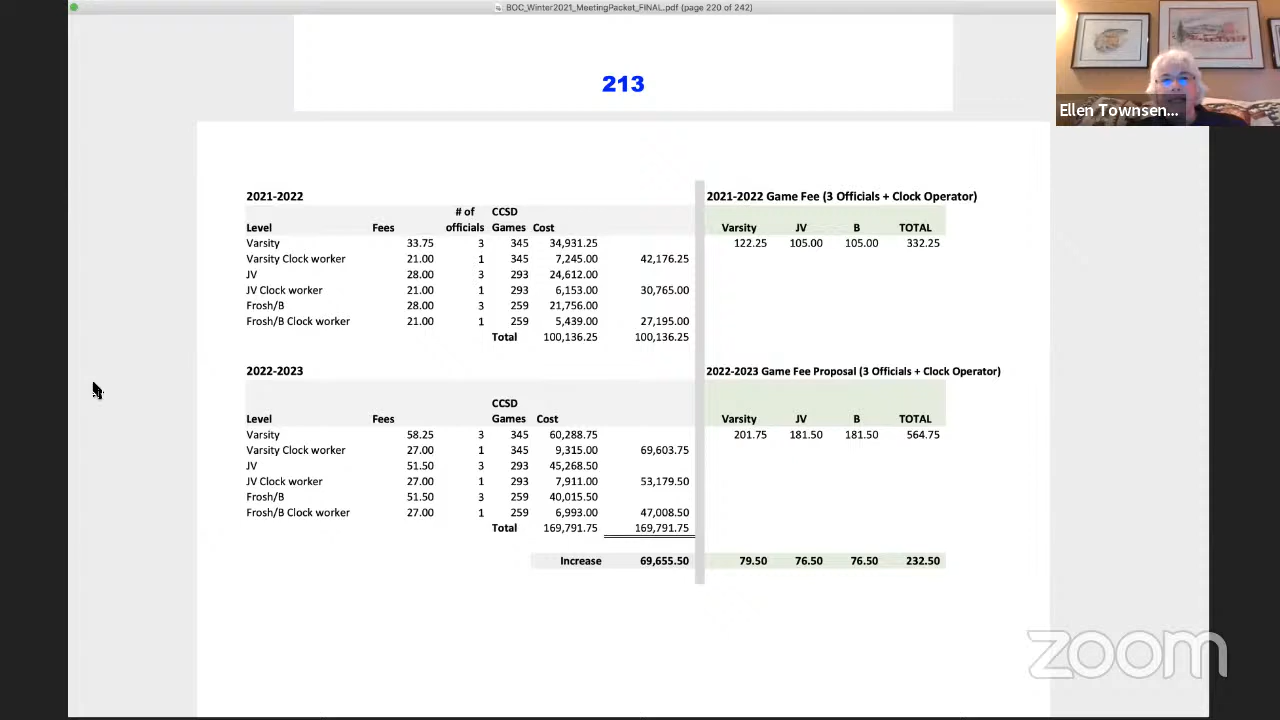 BOC_Winter2021_MeetingPacket_FINAL.pdf (page 220 of 242)
Ellen Townsen...
213
2021-2022
# of CCSD
Level Fees officials Games Cost
Varsity 33.75 3 345 34,931.25
Varsity Clock worker 21.00 1 345 7,245.00 42,176.25
JV 28.00 3 293 24,612.00
JV Clock worker 21.00 1 293 6,153.00 30,765.00
Frosh/B 28.00 3 259 21,756.00
Frosh/B Clock worker 21.00 1 259 5,439.00 27,195.00
Total 100,136.25 100,136.25
2021-2022 Game Fee (3 Officials + Clock Operator)
Varsity JV B TOTAL
122.25 105.00 105.00 332.25
2022-2023
CCSD
Level Fees Games Cost
Varsity 58.25 3 345 60,288.75
Varsity Clock worker 27.00 1 345 9,315.00 69,603.75
JV 51.50 3 293 45,268.50
JV Clock worker 27.00 1 293 7,911.00 53,179.50
Frosh/B 51.50 3 259 40,015.50
Frosh/B Clock worker 27.00 1 259 6,993.00 47,008.50
Total 169,791.75 169,791.75
Increase 69,655.50
2022-2023 Game Fee Proposal (3 Officials + Clock Operator)
Varsity JV B TOTAL
201.75 181.50 181.50 564.75
79.50 76.50 76.50 232.50
zoom